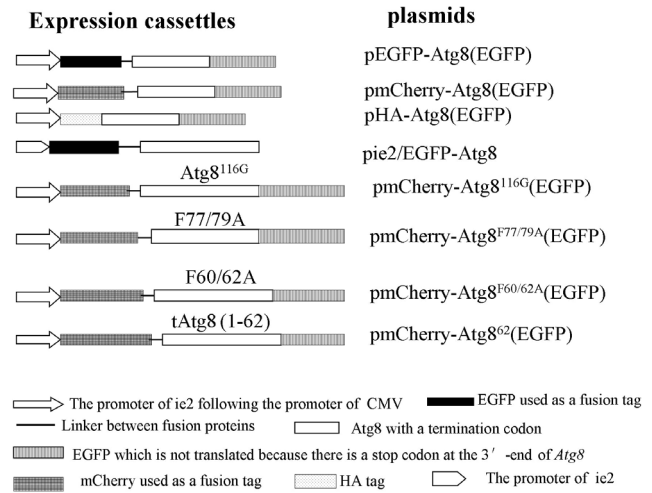 Expression cassettes plasmids
pEGFP-Atg8(EGFP)
pmCherry-Atg8(EGFP)
pHA-Atg8(EGFP)
pie2/EGFP-Atg8
Atg8¹¹⁶ᴳ pmCherry-Atg8¹¹⁶ᴳ(EGFP)
F77/79A pmCherry-Atg8ᶠ⁷⁷/⁷⁹ᴬ(EGFP)
F60/62A pmCherry-Atg8ᶠ⁶⁰/⁶²ᴬ(EGFP)
tAtg8 (1-62) pmCherry-Atg8⁶²(EGFP)
The promoter of ie2 following the promoter of CMV EGFP used as a fusion tag
Linker between fusion proteins Atg8 with a termination codon
EGFP which is not translated because there is a stop codon at the 3′ -end of Atg8
mCherry used as a fusion tag HA tag The promoter of ie2